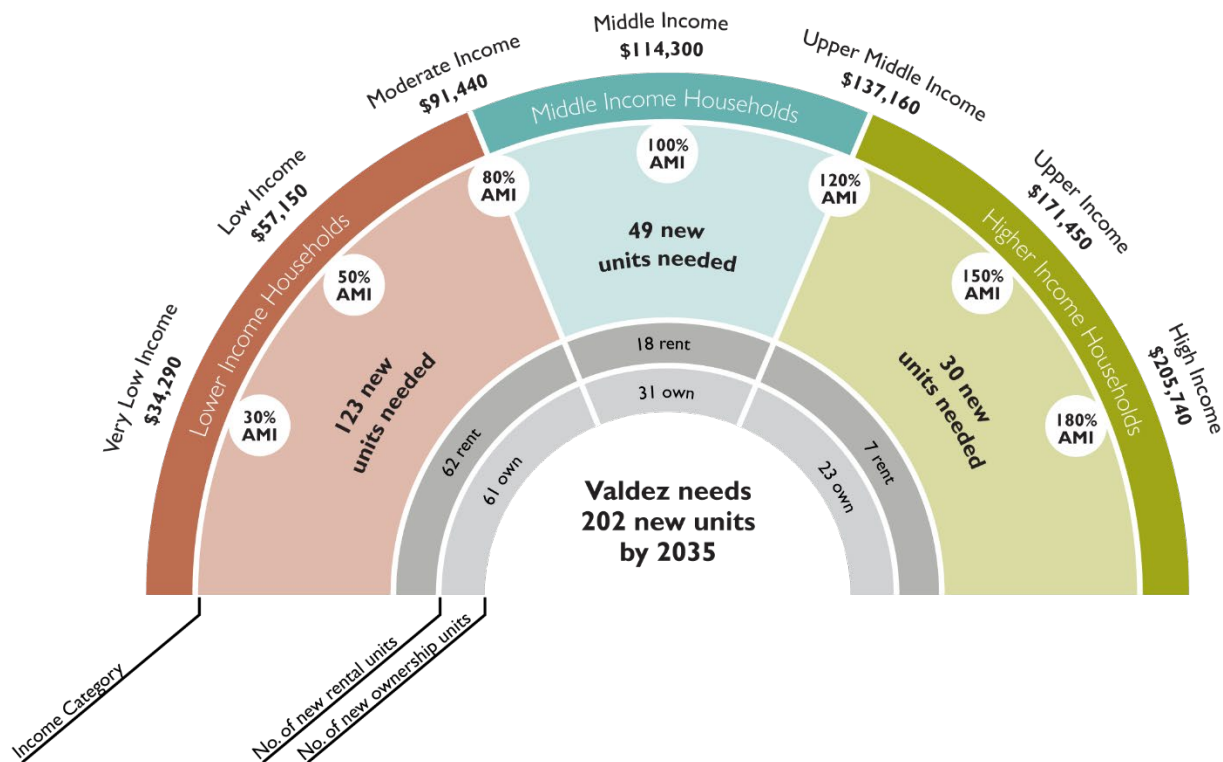 Very Low Income
$34,290
Low Income
$57,150
Moderate Income
$91,440
Middle Income
$114,300
Upper Middle Income
$137,160
Upper Income
$171,450
High Income
$205,740
Lower Income Households
Middle Income Households
Higher Income Households
30%
AMI
50%
AMI
80%
AMI
100%
AMI
120%
AMI
150%
AMI
180%
AMI
123 new
units needed
49 new
units needed
30 new
units needed
62 rent
18 rent
7 rent
61 own
31 own
23 own
Valdez needs
202 new units
by 2035
Income Category
No. of new rental units
No. of new ownership units